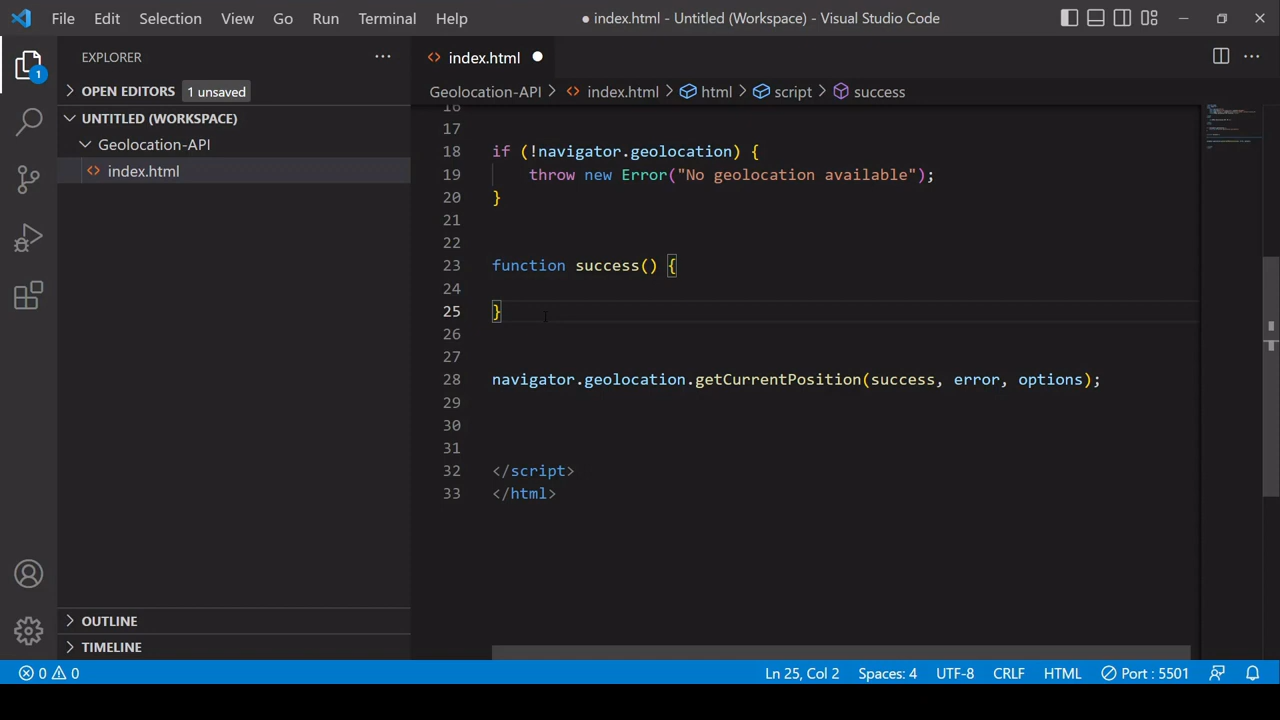 File Edit Selection View Go Run Terminal Help ● index.html - Untitled (Workspace) - Visual Studio Code
EXPLORER
index.html
1
OPEN EDITORS 1 unsaved
Geolocation-API > index.html > html > script > success
UNTITLED (WORKSPACE)
Geolocation-API
index.html
16
17
18 if (!navigator.geolocation) {
19 throw new Error("No geolocation available");
20 }
21
22
23 function success() {
24
25 }
26
27
28 navigator.geolocation.getCurrentPosition(success, error, options);
29
30
31
32 </script>
33 </html>
OUTLINE
TIMELINE
0 0 Ln 25, Col 2 Spaces: 4 UTF-8 CRLF HTML Port : 5501